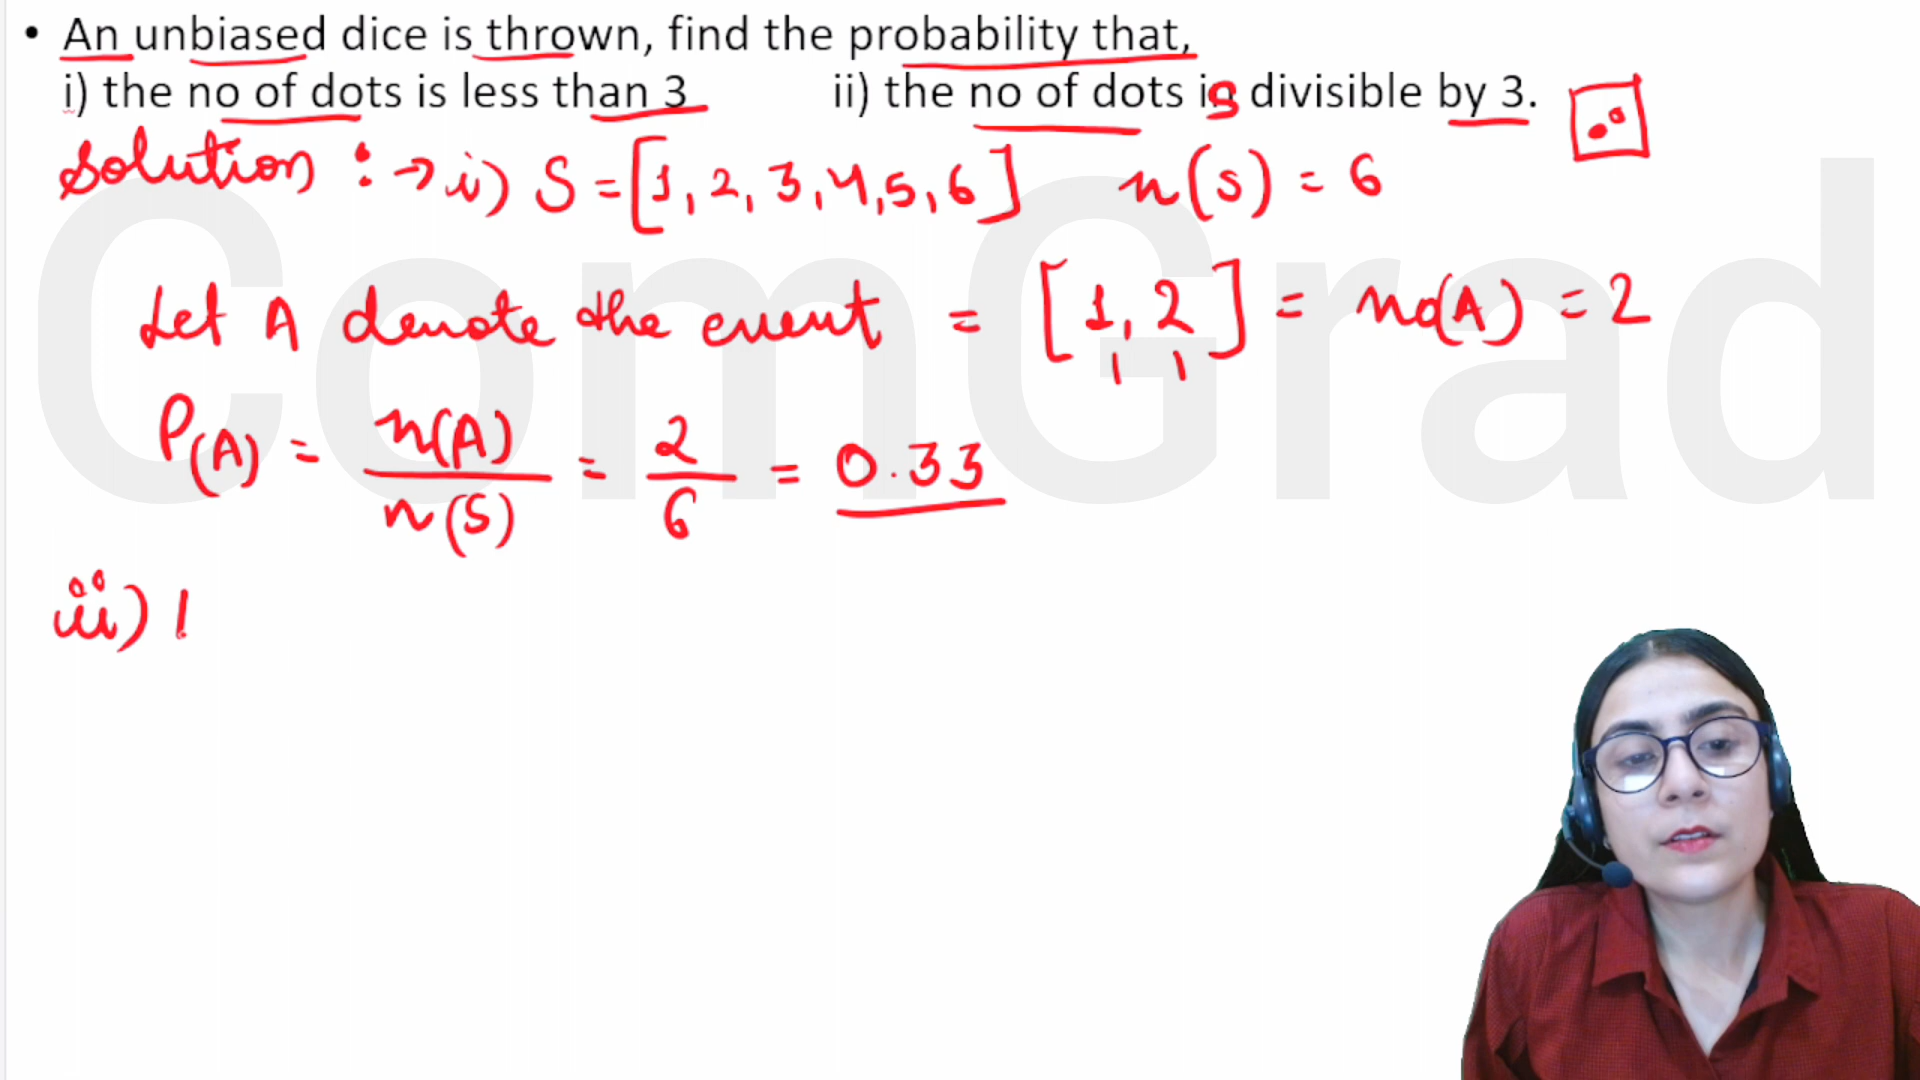 • An unbiased dice is thrown, find the probability that,
i) the no of dots is less than 3 ii) the no of dots is divisible by 3.
Solution :→ i) S = [1, 2, 3, 4, 5, 6] n(s) = 6
Let A denote the event = [1, 2] = no(A) = 2
P(A) = n(A)/n(S) = 2/6 = 0.33
ii)
ComGrad